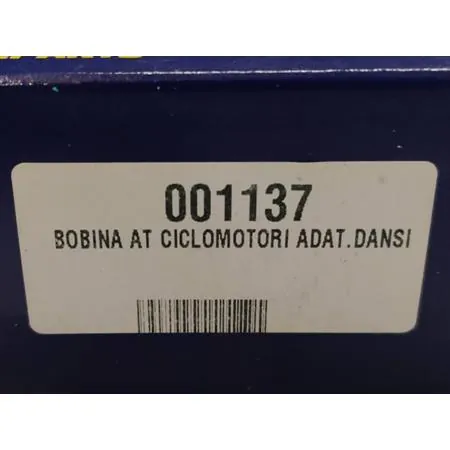 001137
BOBINA AT CICLOMOTORI ADAT.DANSI